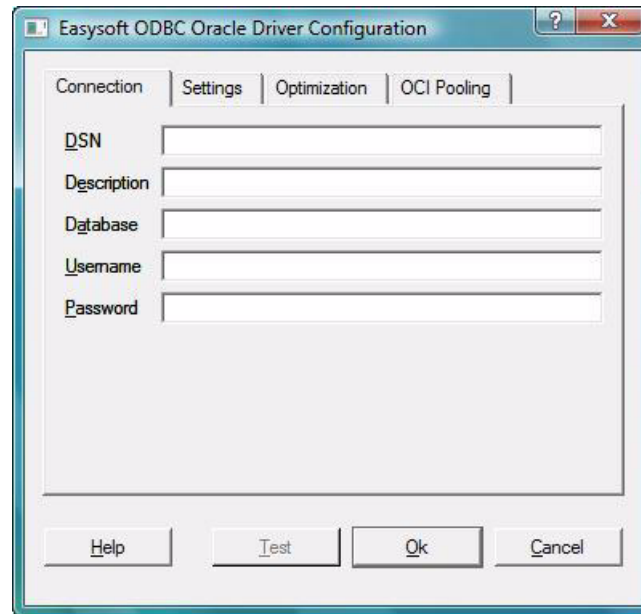 Easysoft ODBC Oracle Driver Configuration
?
X
Connection Settings Optimization OCI Pooling
DSN
Description
Database
Username
Password
Help Test Ok Cancel